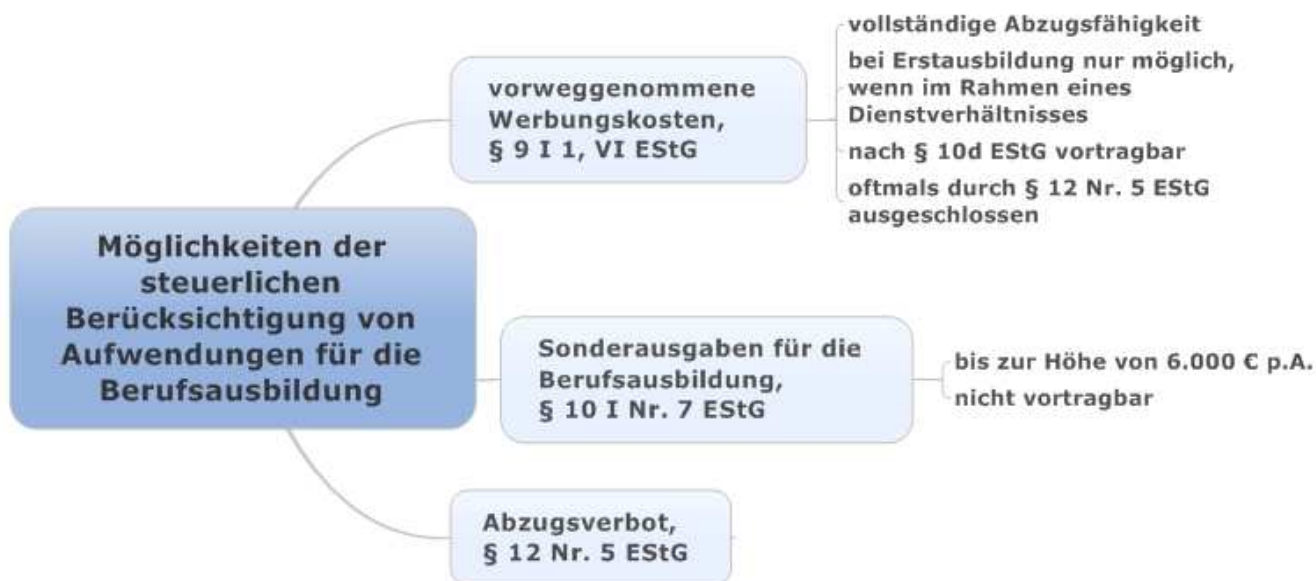 Möglichkeiten der
steuerlichen
Berücksichtigung von
Aufwendungen für die
Berufsausbildung
vorweggenommene
Werbungskosten,
§ 9 I 1, VI EStG
vollständige Abzugsfähigkeit
bei Erstausbildung nur möglich,
wenn im Rahmen eines
Dienstverhältnisses
nach § 10d EStG vortragbar
oftmals durch § 12 Nr. 5 EStG
ausgeschlossen
Sonderausgaben für die
Berufsausbildung,
§ 10 I Nr. 7 EStG
bis zur Höhe von 6.000 € p.A.
nicht vortragbar
Abzugsverbot,
§ 12 Nr. 5 EStG